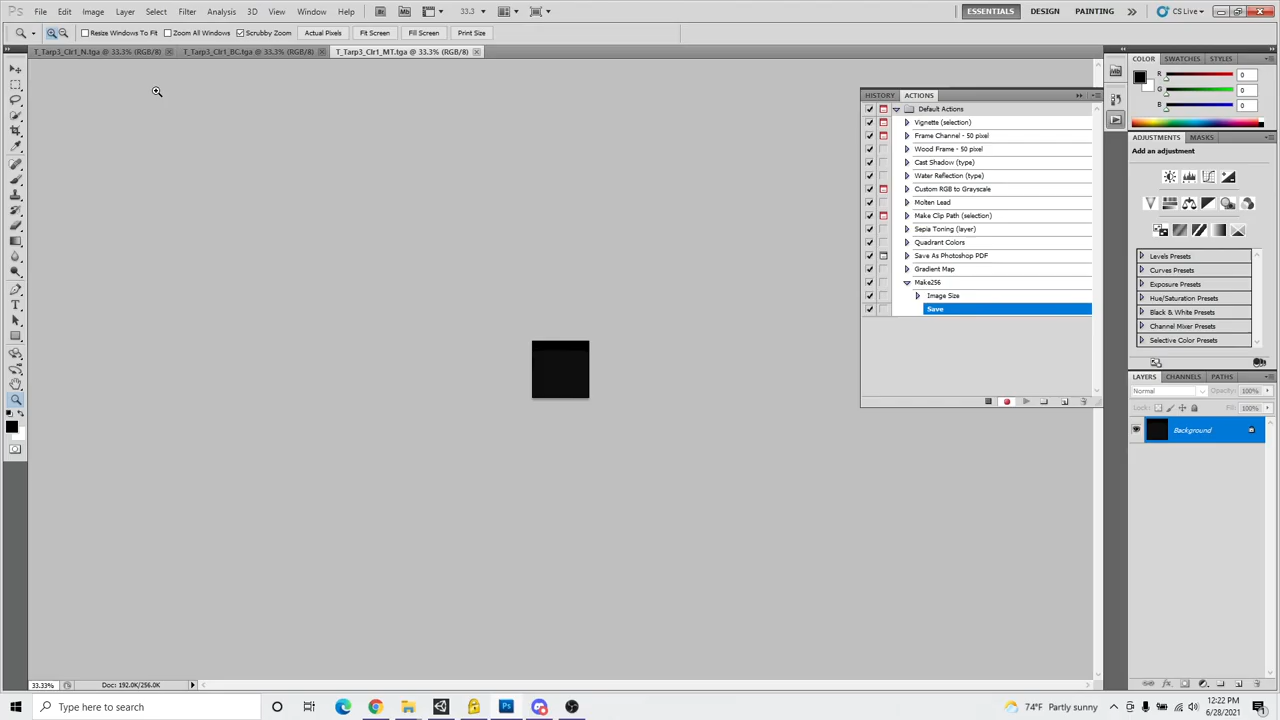 Ps File Edit Image Layer Select Filter Analysis 3D View Window Help Br Mb 33.3 ESSENTIALS DESIGN PAINTING CS Live
Resize Windows To Fit Zoom All Windows Scrubby Zoom Actual Pixels Fit Screen Fill Screen Print Size
T_Tarp3_Clr1_N.tga @ 33.3% (RGB/8) T_Tarp3_Clr1_BC.tga @ 33.3% (RGB/8) T_Tarp3_Clr1_MT.tga @ 33.3% (RGB/8)
COLOR SWATCHES STYLES
R 0
G 0
B 0
HISTORY ACTIONS
Default Actions
Vignette (selection)
Frame Channel - 50 pixel
Wood Frame - 50 pixel
Cast Shadow (type)
Water Reflection (type)
Custom RGB to Grayscale
Molten Lead
Make Clip Path (selection)
Sepia Toning (layer)
Quadrant Colors
Save As Photoshop PDF
Gradient Map
Make256
Image Size
Save
ADJUSTMENTS MASKS
Add an adjustment
Levels Presets
Curves Presets
Exposure Presets
Hue/Saturation Presets
Black & White Presets
Channel Mixer Presets
Selective Color Presets
LAYERS CHANNELS PATHS
Normal Opacity: 100%
Lock: Fill: 100%
Background
33.33% Doc: 192.0K/256.0K
Type here to search
74°F Partly sunny
12:22 PM
6/28/2021